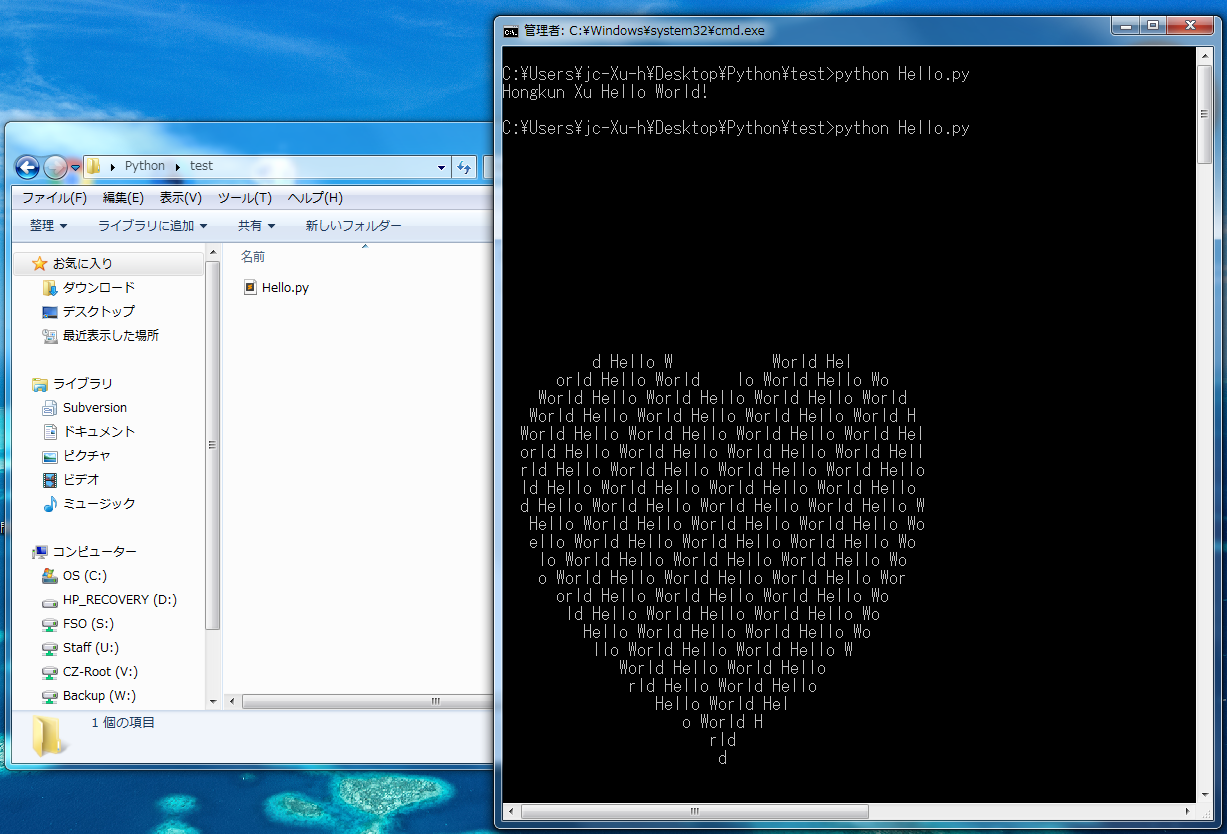 Python ▸ test
ファイル(F) 編集(E) 表示(V) ツール(T) ヘルプ(H)
整理 ライブラリに追加 共有 新しいフォルダー
お気に入り
ダウンロード
デスクトップ
最近表示した場所
ライブラリ
Subversion
ドキュメント
ピクチャ
ビデオ
ミュージック
コンピューター
OS (C:)
HP_RECOVERY (D:)
FSO (S:)
Staff (U:)
CZ-Root (V:)
Backup (W:)
名前
Hello.py
1 個の項目
管理者: C:¥Windows¥system32¥cmd.exe
C:¥Users¥jc-Xu-h¥Desktop¥Python¥test>python Hello.py
Hongkun Xu Hello World!
C:¥Users¥jc-Xu-h¥Desktop¥Python¥test>python Hello.py
d Hello W           World Hel
orld Hello World    lo World Hello Wo
World Hello World Hello World Hello World
World Hello World Hello World Hello World H
World Hello World Hello World Hello World Hel
orld Hello World Hello World Hello World Hell
rld Hello World Hello World Hello World Hello
ld Hello World Hello World Hello World Hello
d Hello World Hello World Hello World Hello W
Hello World Hello World Hello World Hello Wo
ello World Hello World Hello World Hello Wo
lo World Hello World Hello World Hello Wo
o World Hello World Hello World Hello Wor
orld Hello World Hello World Hello Wo
ld Hello World Hello World Hello Wo
Hello World Hello World Hello Wo
llo World Hello World Hello W
World Hello World Hello
rld Hello World Hello
Hello World Hel
o World H
rld
d